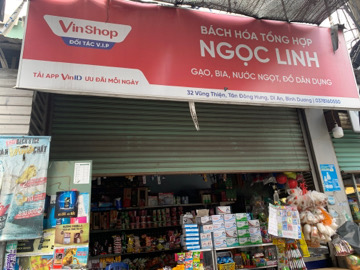 VinShop
ĐỐI TÁC V.I.P
TẢI APP VinID ƯU ĐÃI MỖI NGÀY
BÁCH HÓA TỔNG HỢP
NGỌC LINH
GẠO, BIA, NƯỚC NGỌT, ĐỒ DÂN DỤNG
32 Vũng Thiện, Tân Đông Hưng, Dĩ An, Bình Dương